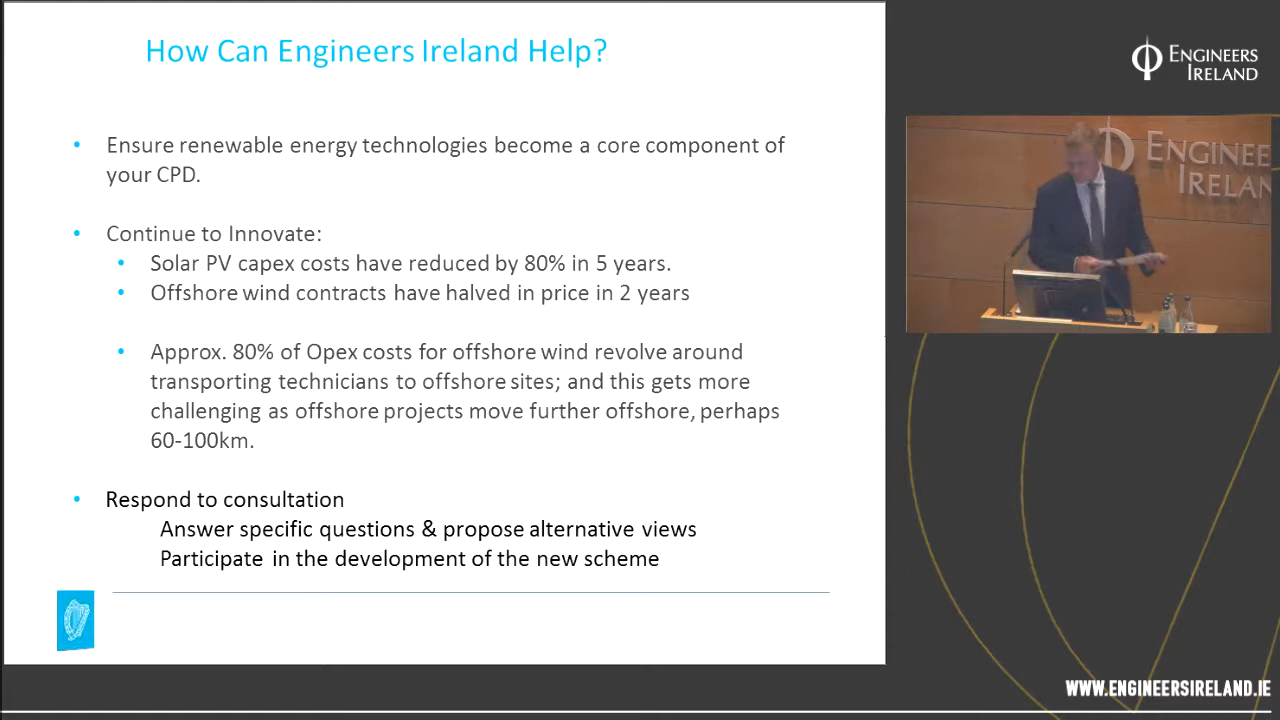 How Can Engineers Ireland Help?
• Ensure renewable energy technologies become a core component of
your CPD.
• Continue to Innovate:
• Solar PV capex costs have reduced by 80% in 5 years.
• Offshore wind contracts have halved in price in 2 years
• Approx. 80% of Opex costs for offshore wind revolve around
transporting technicians to offshore sites; and this gets more
challenging as offshore projects move further offshore, perhaps
60-100km.
• Respond to consultation
Answer specific questions & propose alternative views
Participate in the development of the new scheme
ENGINEERS
IRELAND
ENGINEE
IRELAN
WWW.ENGINEERSIRELAND.IE